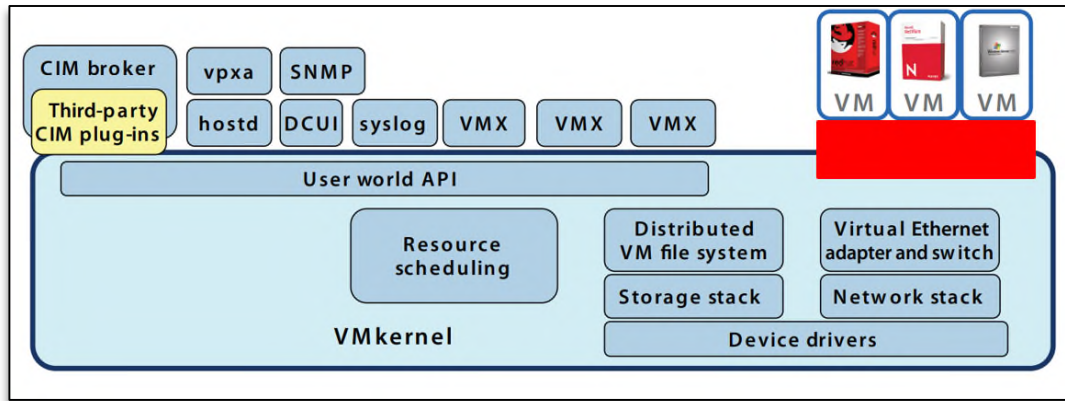 CIM broker
Third-party
CIM plug-ins
vpxa
SNMP
hostd
DCUI
syslog
VMX
VMX
VMX
N
VM
VM
VM
User world API
Resource
scheduling
Distributed
VM file system
Virtual Ethernet
adapter and switch
Storage stack
Network stack
VMkernel
Device drivers